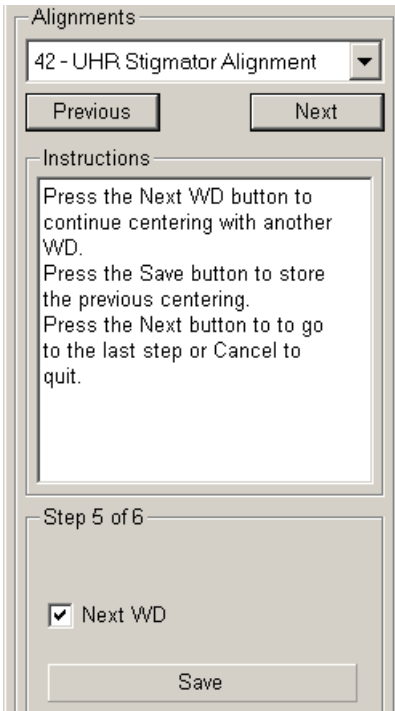 Alignments
42 - UHR Stigmator Alignment
Previous
Next
Instructions
Press the Next WD button to
continue centering with another
WD.
Press the Save button to store
the previous centering.
Press the Next button to to go
to the last step or Cancel to
quit.
Step 5 of 6
Next WD
Save